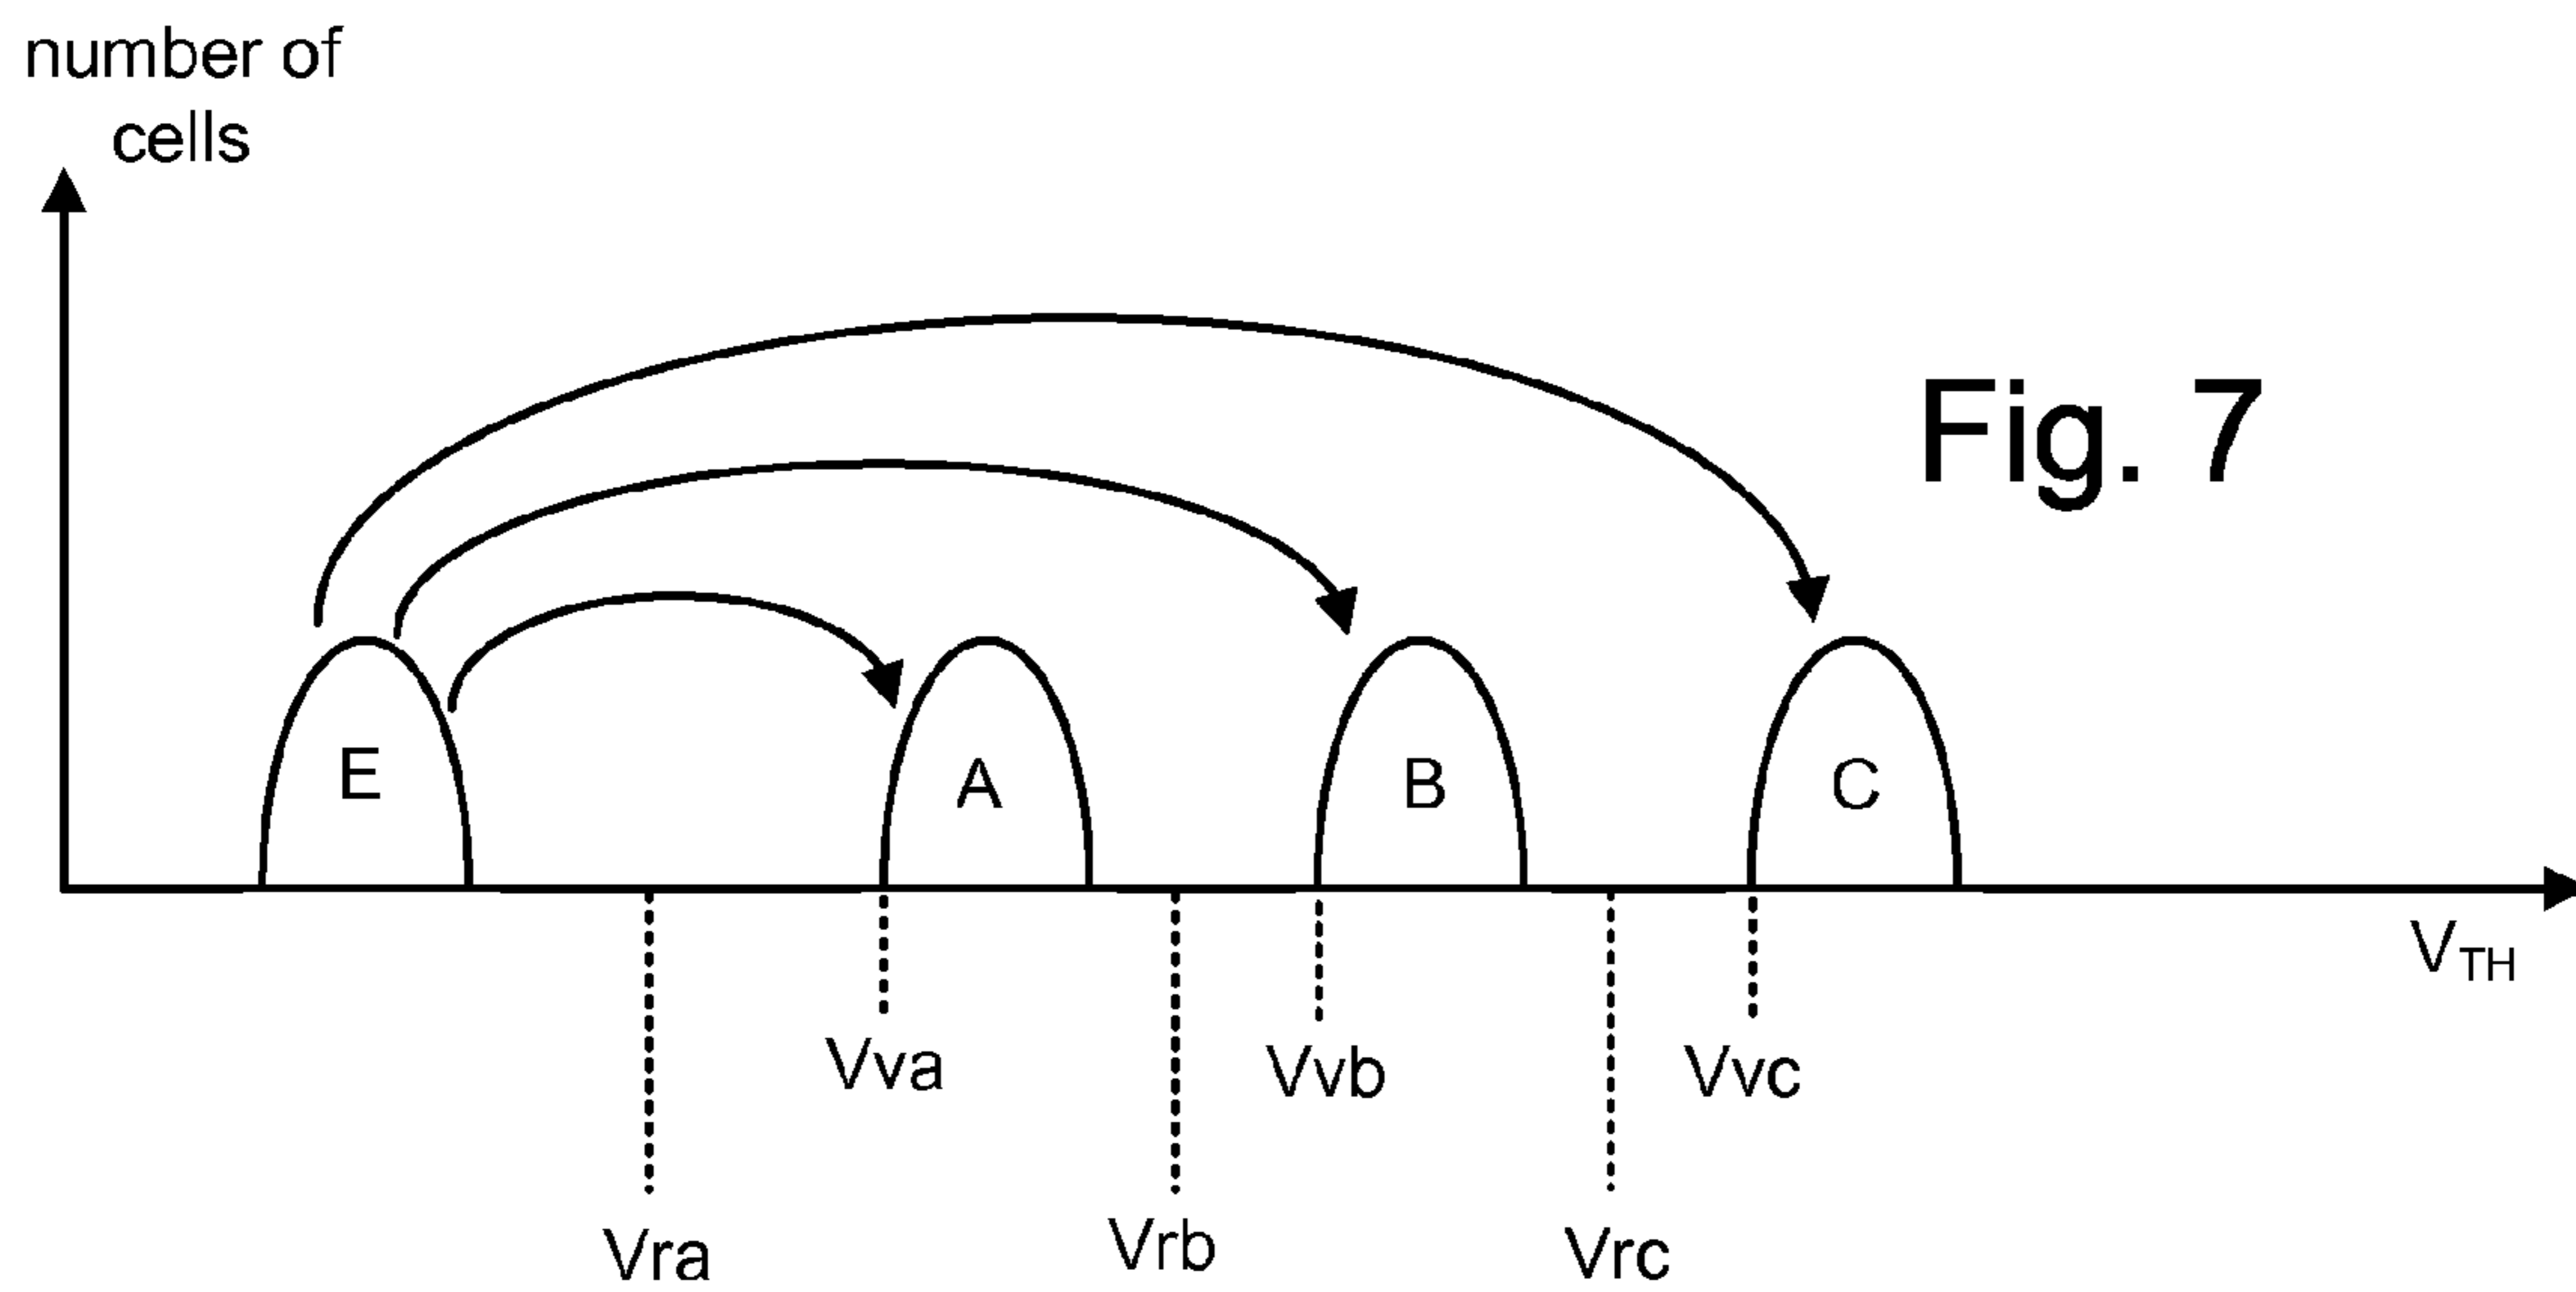 number of
cells
Fig. 7
E
A
B
C
V_TH
Vva
Vvb
Vvc
Vra
Vrb
Vrc